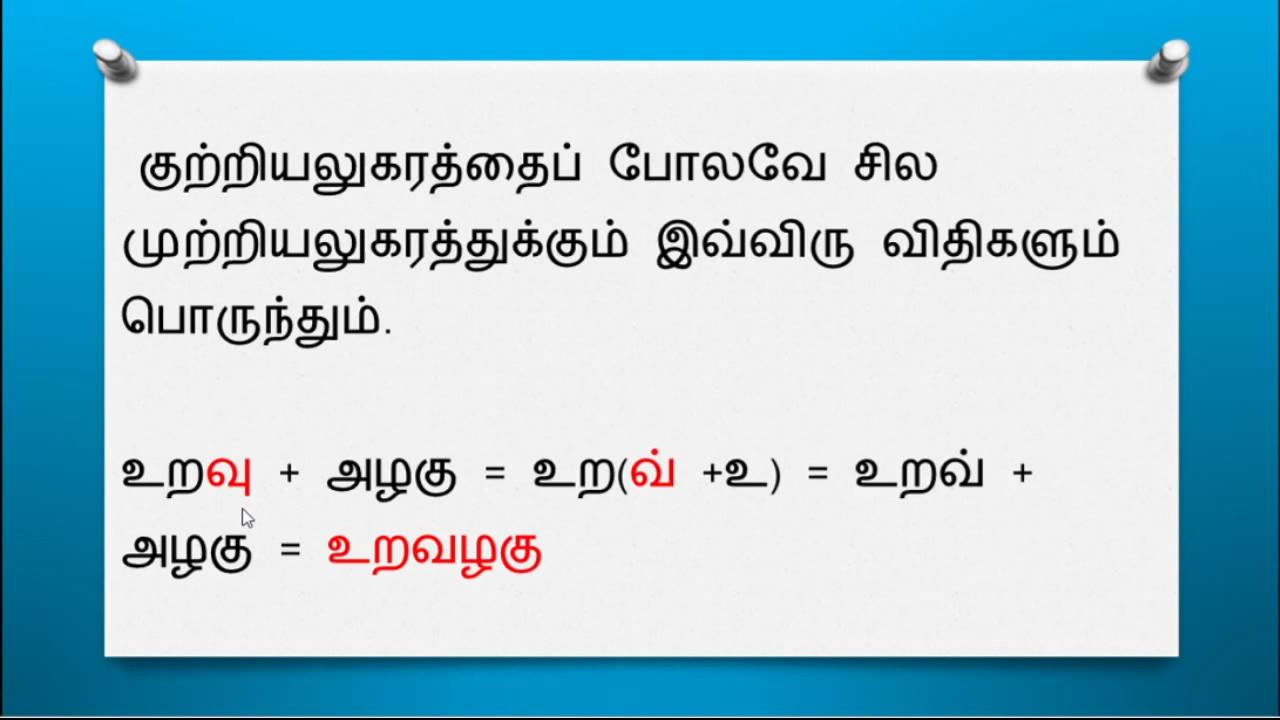 குற்றியலுகரத்தைப் போலவே சில
முற்றியலுகரத்துக்கும் இவ்விரு விதிகளும்
பொருந்தும்.
உறவு + அழகு = உற(வ் +உ) = உறவ் +
அழகு = உறவழகு